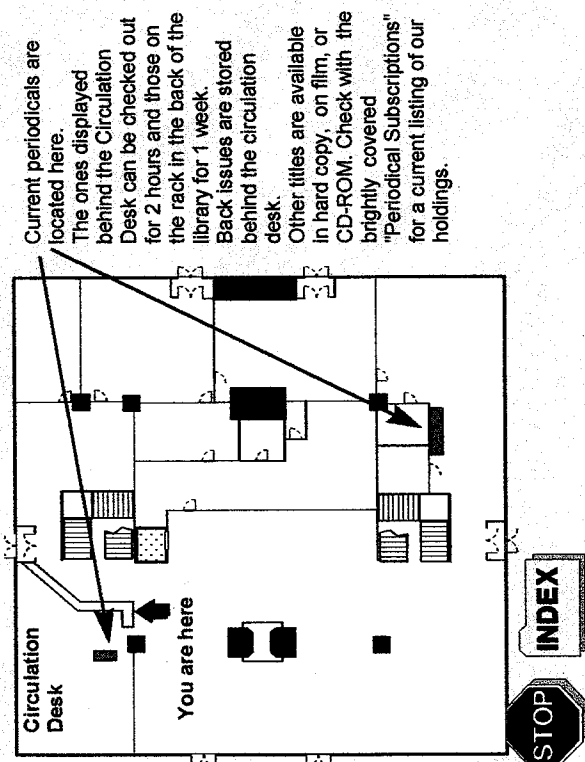 Current periodicals are
located here.
The ones displayed
behind the Circulation
Desk can be checked out
for 2 hours and those on
the rack in the back of the
library for 1 week.
Back issues are stored
behind the circulation
desk.
Other titles are available
in hard copy, on film, or
CD-ROM. Check with the
brightly covered
"Periodical Subscriptions"
for a current listing of our
holdings.
Circulation
Desk
You are here
STOP
INDEX